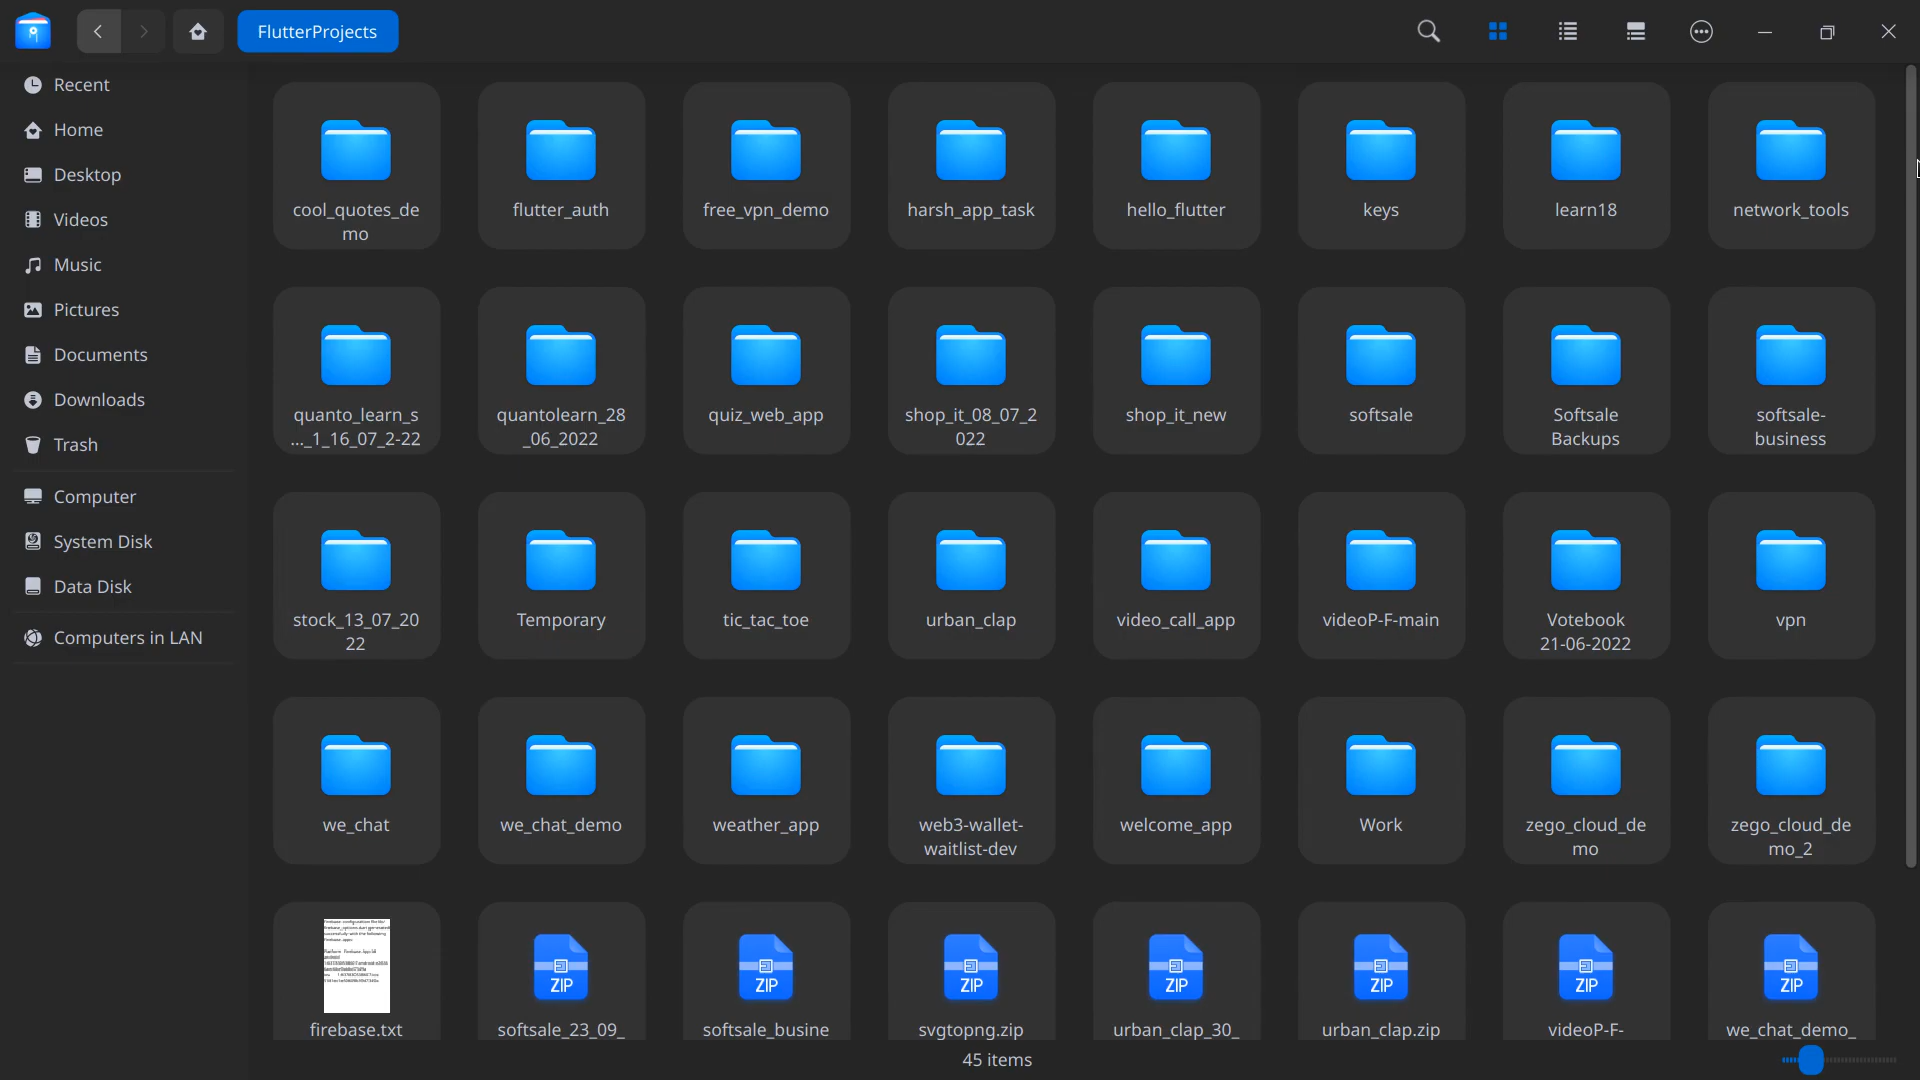 FlutterProjects
Recent
Home
Desktop
Videos
Music
Pictures
Documents
Downloads
Trash
Computer
System Disk
Data Disk
Computers in LAN
cool_quotes_de
mo
flutter_auth
free_vpn_demo
harsh_app_task
hello_flutter
keys
learn18
network_tools
quanto_learn_s
..._1_16_07_2-22
quantolearn_28
_06_2022
quiz_web_app
shop_it_08_07_2
022
shop_it_new
softsale
Softsale
Backups
softsale-
business
stock_13_07_20
22
Temporary
tic_tac_toe
urban_clap
video_call_app
videoP-F-main
Votebook
21-06-2022
vpn
we_chat
we_chat_demo
weather_app
web3-wallet-
waitlist-dev
welcome_app
Work
zego_cloud_de
mo
zego_cloud_de
mo_2
firebase.txt
ZIP
softsale_23_09_
ZIP
softsale_busine
ZIP
svgtopng.zip
ZIP
urban_clap_30_
ZIP
urban_clap.zip
ZIP
videoP-F-
ZIP
we_chat_demo_
45 items